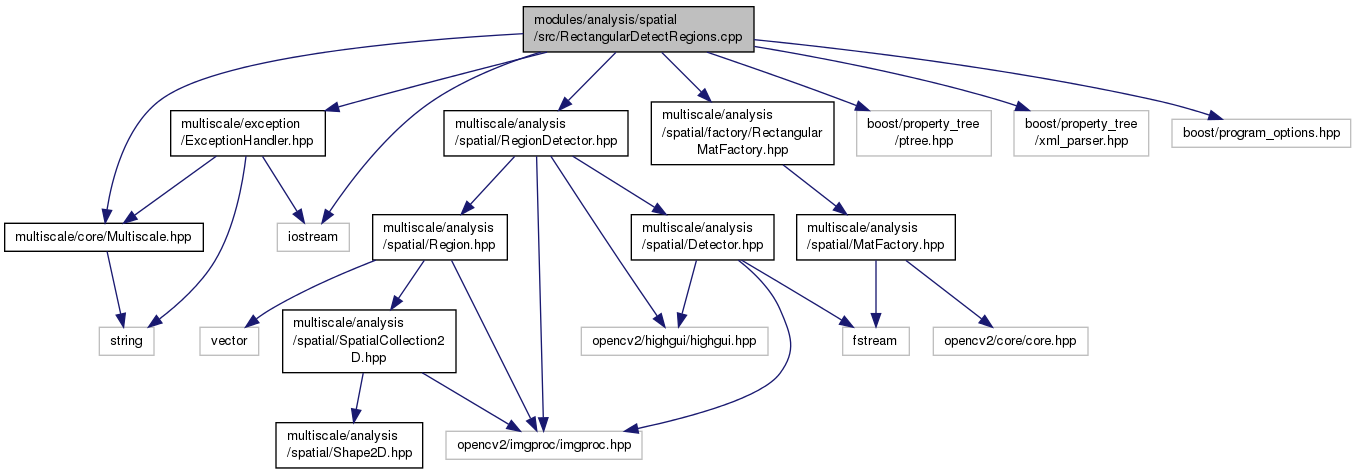 modules/analysis/spatial
/src/RectangularDetectRegions.cpp
multiscale/exception
/ExceptionHandler.hpp
multiscale/analysis
/spatial/RegionDetector.hpp
multiscale/analysis
/spatial/factory/Rectangular
MatFactory.hpp
boost/property_tree
/ptree.hpp
boost/property_tree
/xml_parser.hpp
boost/program_options.hpp
multiscale/core/Multiscale.hpp
iostream
multiscale/analysis
/spatial/Region.hpp
multiscale/analysis
/spatial/Detector.hpp
multiscale/analysis
/spatial/MatFactory.hpp
string
vector
multiscale/analysis
/spatial/SpatialCollection2
D.hpp
opencv2/highgui/highgui.hpp
fstream
opencv2/core/core.hpp
multiscale/analysis
/spatial/Shape2D.hpp
opencv2/imgproc/imgproc.hpp